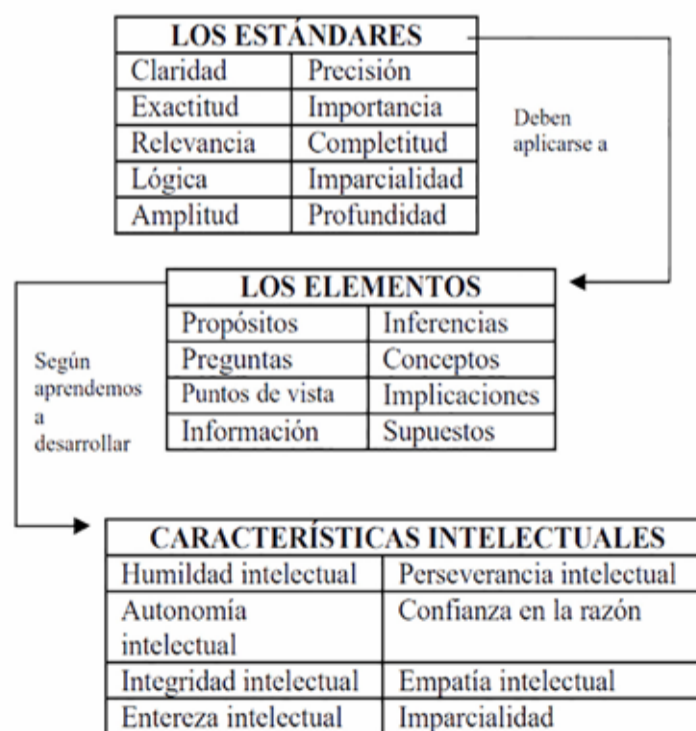 LOS ESTÁNDARES
Claridad Precisión
Exactitud Importancia
Relevancia Completitud
Lógica Imparcialidad
Amplitud Profundidad
Deben
aplicarse a
LOS ELEMENTOS
Propósitos Inferencias
Preguntas Conceptos
Puntos de vista Implicaciones
Información Supuestos
Según
aprendemos
a
desarrollar
CARACTERÍSTICAS INTELECTUALES
Humildad intelectual Perseverancia intelectual
Autonomía Confianza en la razón
intelectual
Integridad intelectual Empatía intelectual
Entereza intelectual Imparcialidad